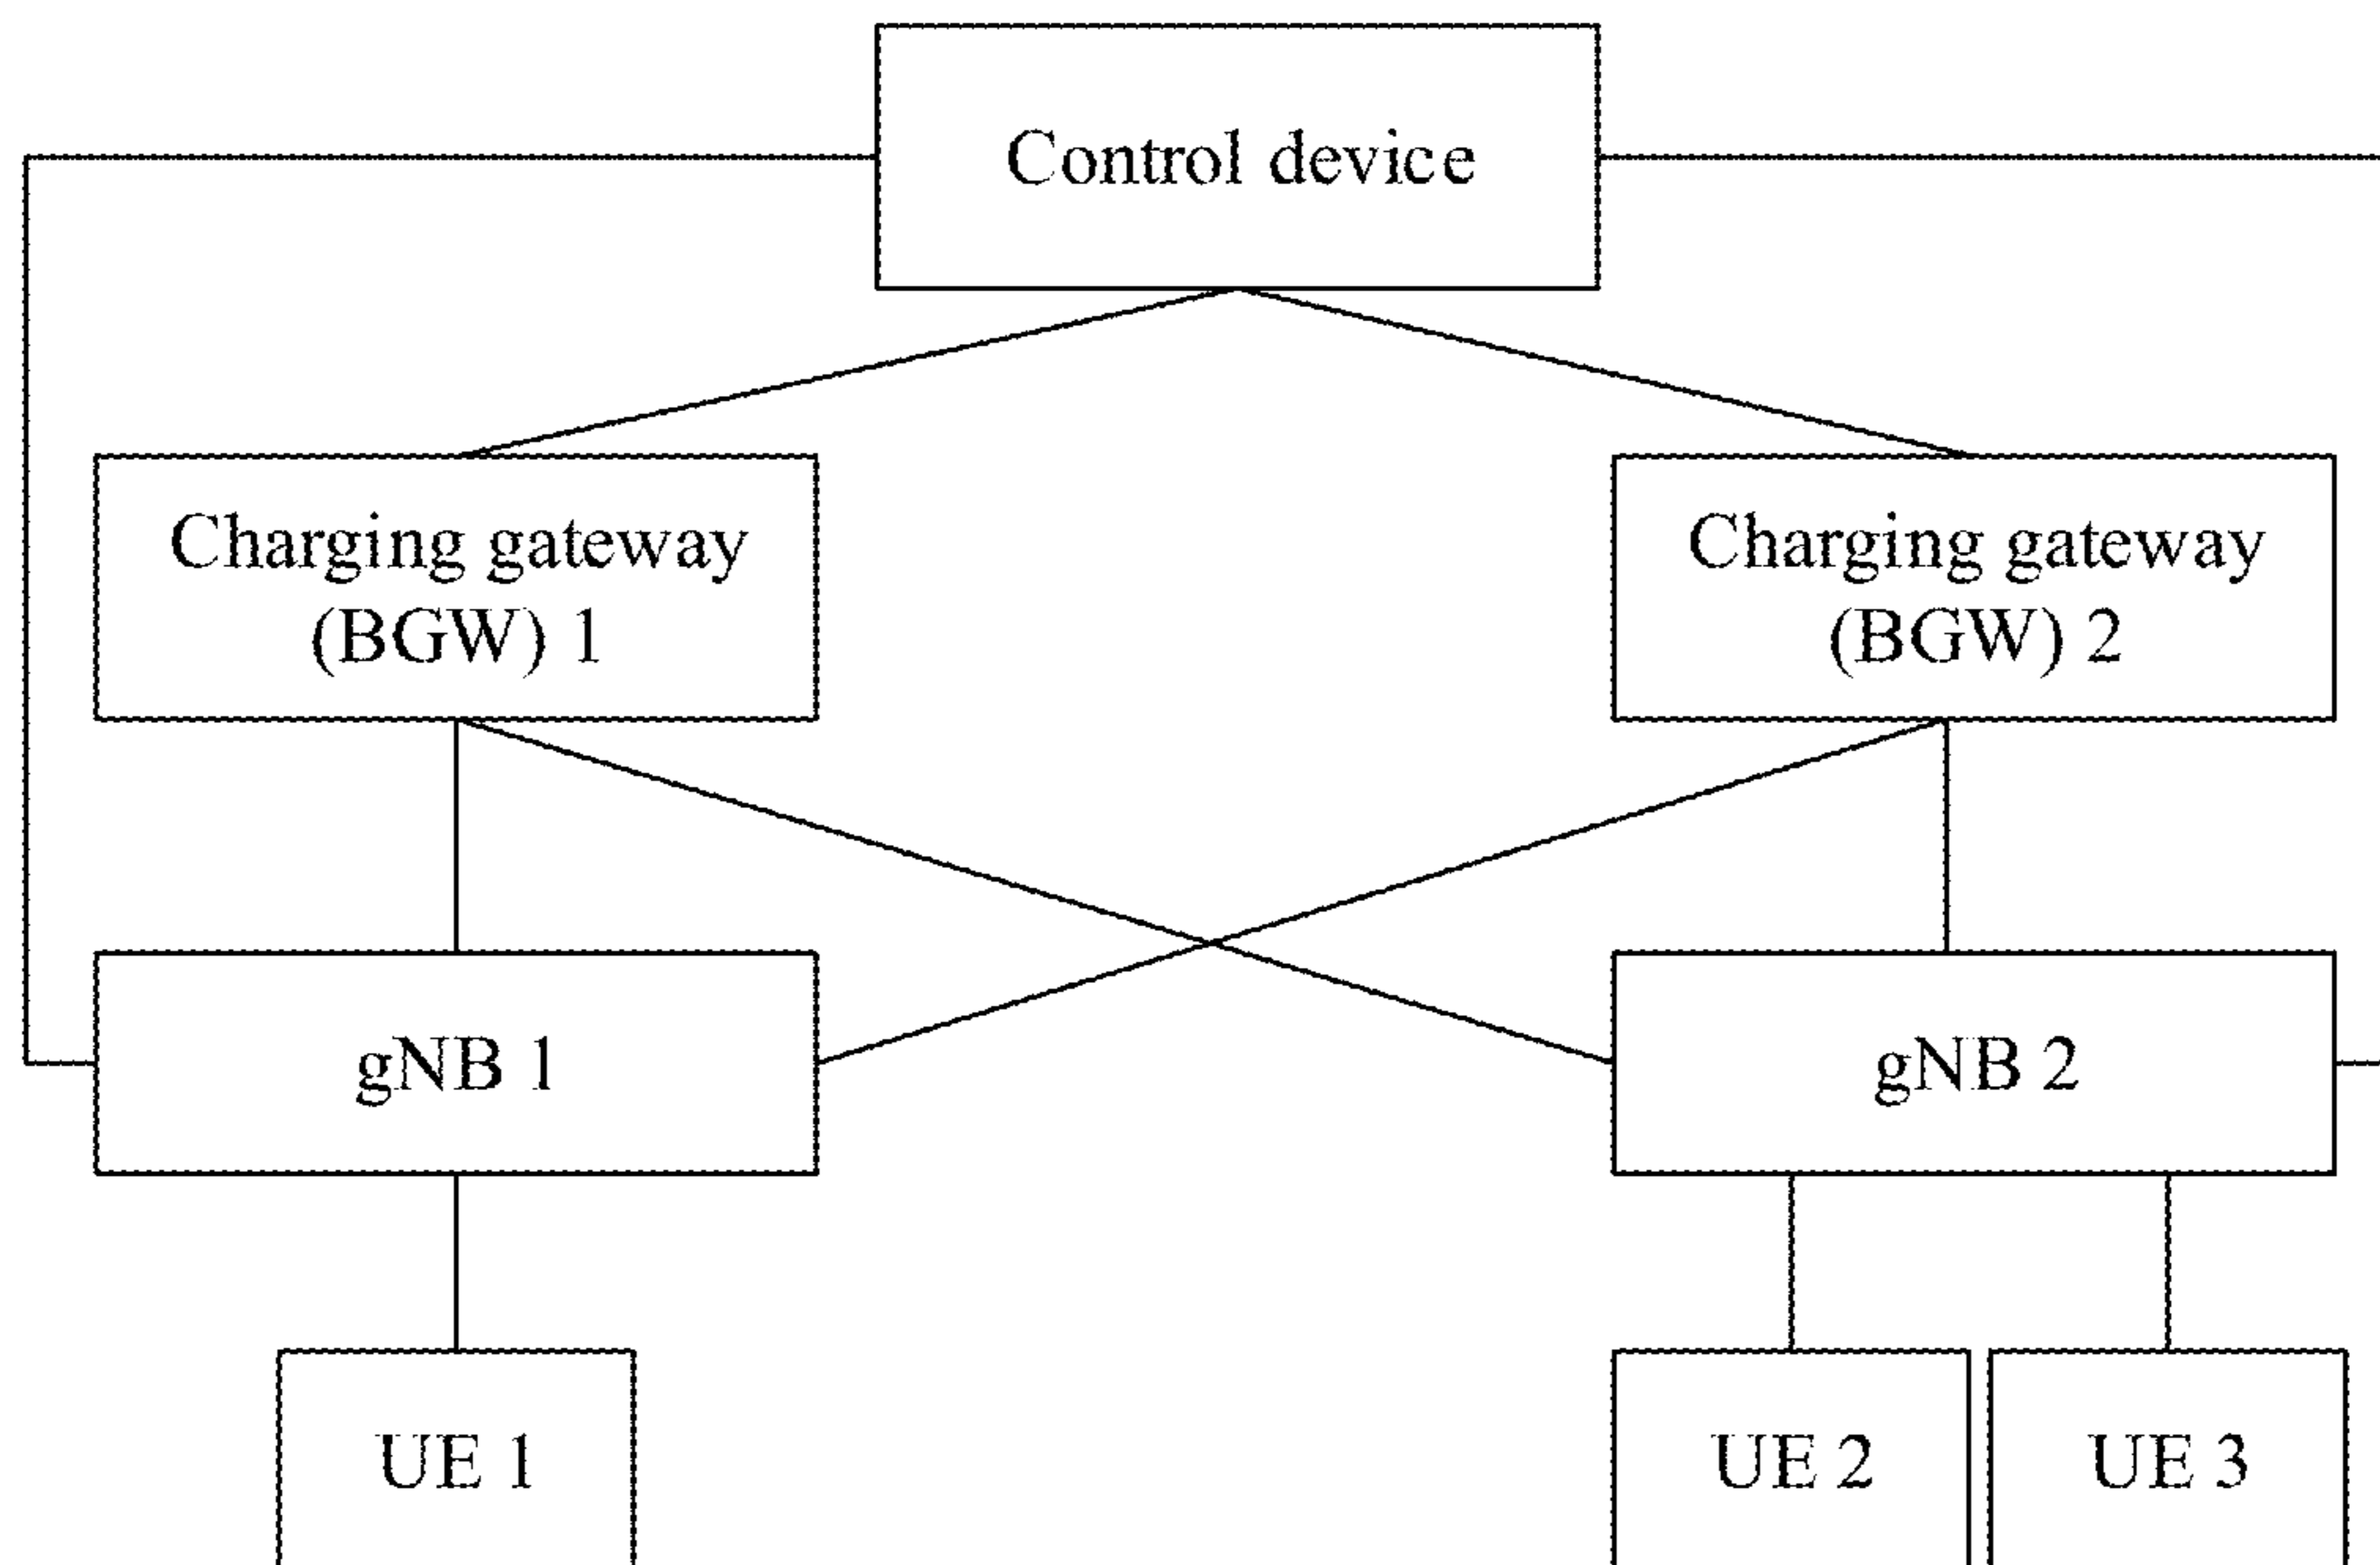 Control device
Charging gateway
(BGW) 1
Charging gateway
(BGW) 2
gNB 1
gNB 2
UE 1
UE 2
UE 3